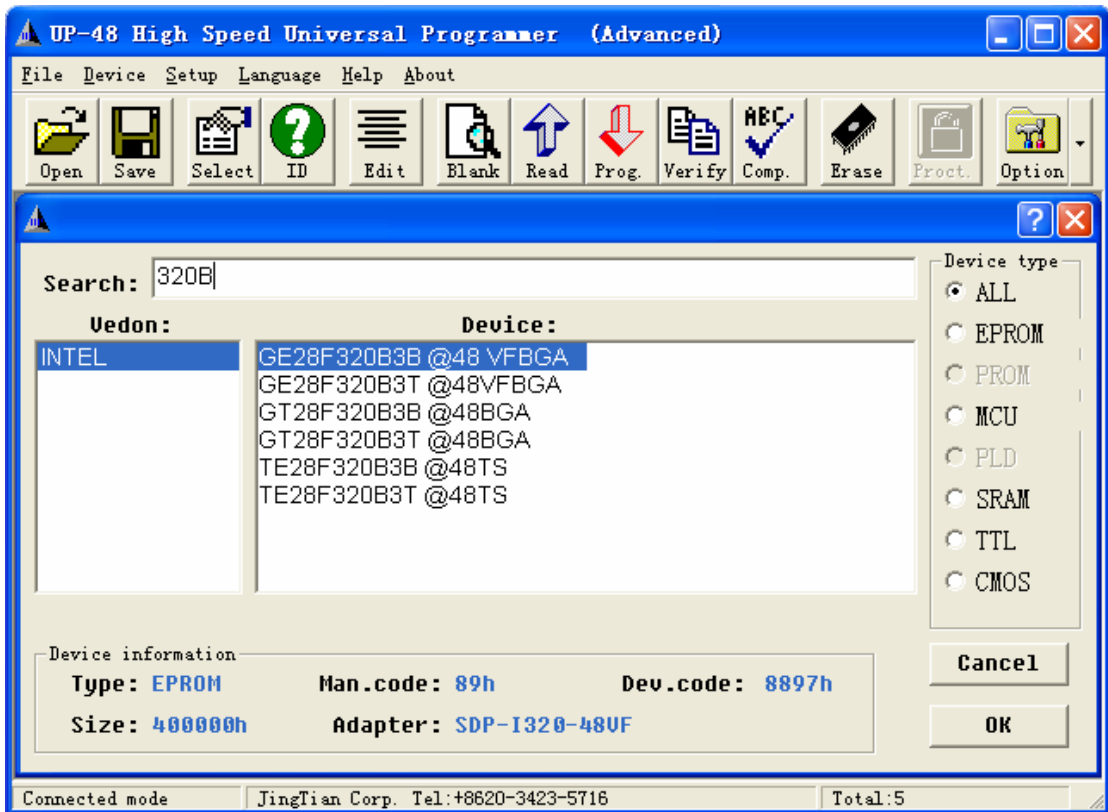 UP-48 High Speed Universal Programmer (Advanced)
File Device Setup Language Help About
Open Save Select ID Edit Blank Read Prog. Verify ABC Comp. Erase Proct. Option
Search: 320B
Vedon: Device:
INTEL
GE28F320B3B @48 VFBGA
GE28F320B3T @48VFBGA
GT28F320B3B @48BGA
GT28F320B3T @48BGA
TE28F320B3B @48TS
TE28F320B3T @48TS
Device type
ALL
EPROM
PROM
MCU
PLD
SRAM
TTL
CMOS
Device information
Type: EPROM Man.code: 89h Dev.code: 8897h
Size: 400000h Adapter: SDP-I320-48VF
Cancel
OK
Connected mode JingTian Corp. Tel:+8620-3423-5716 Total:5